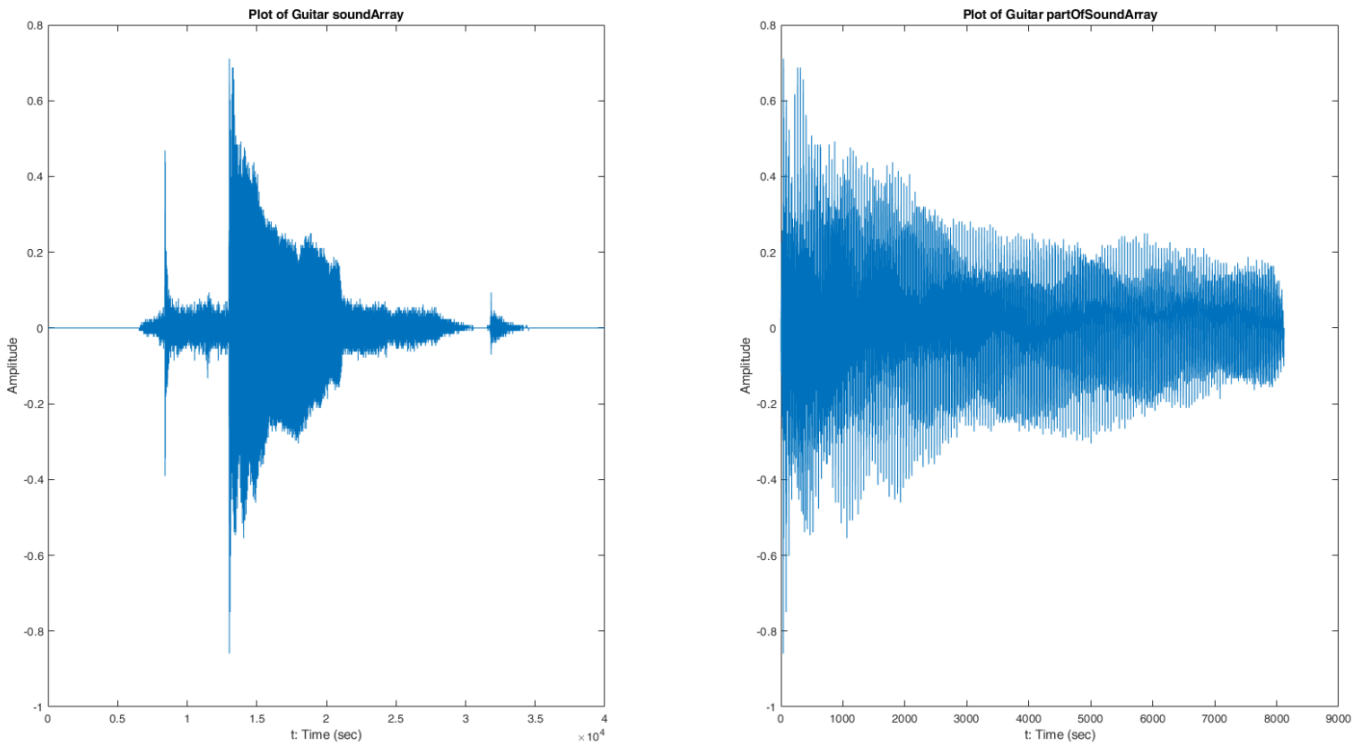 Plot of Guitar soundArray
0.8
0.6
0.4
0.2
0
-0.2
-0.4
-0.6
-0.8
-1
Amplitude
0 0.5 1 1.5 2 2.5 3 3.5 4
×10^4
t: Time (sec)
Plot of Guitar partOfSoundArray
0.8
0.6
0.4
0.2
0
-0.2
-0.4
-0.6
-0.8
-1
Amplitude
0 1000 2000 3000 4000 5000 6000 7000 8000 9000
t: Time (sec)